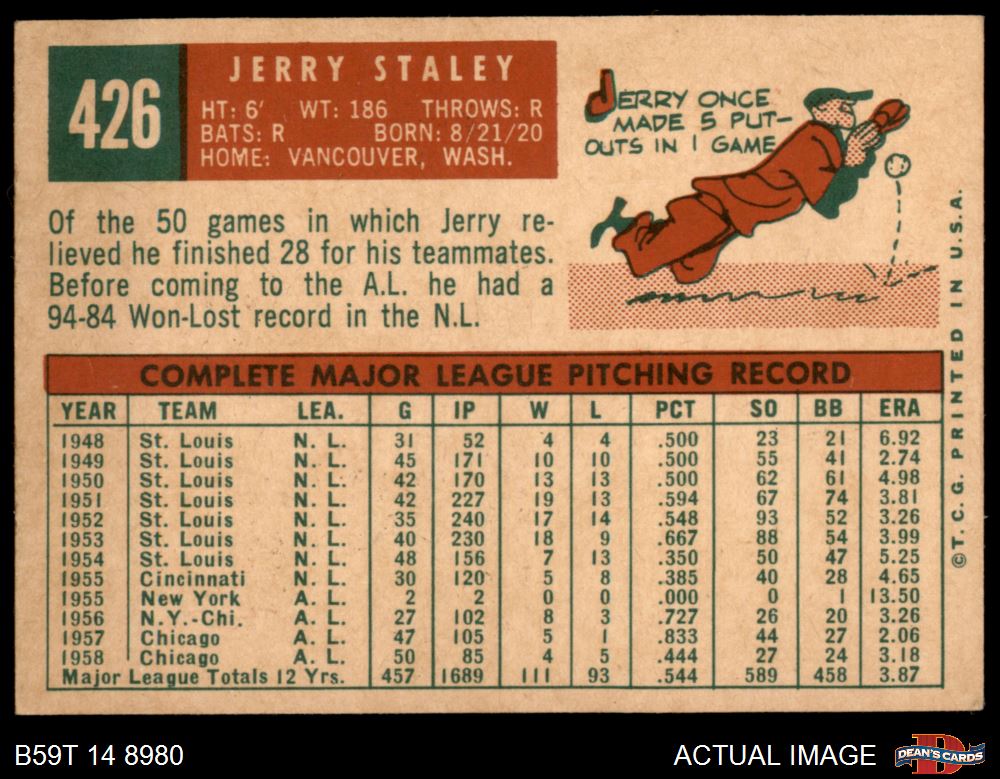 426
JERRY STALEY
HT: 6' WT: 186 THROWS: R
BATS: R BORN: 8/21/20
HOME: VANCOUVER, WASH.
JERRY ONCE
MADE 5 PUT-
OUTS IN 1 GAME
Of the 50 games in which Jerry re-
lieved he finished 28 for his teammates.
Before coming to the A.L. he had a
94-84 Won-Lost record in the N.L.
COMPLETE MAJOR LEAGUE PITCHING RECORD
YEAR TEAM LEA. G IP W L PCT SO BB ERA
1948 St. Louis N. L. 31 52 4 4 .500 23 21 6.92
1949 St. Louis N. L. 45 171 10 10 .500 55 41 2.74
1950 St. Louis N. L. 42 170 13 13 .500 62 61 4.98
1951 St. Louis N. L. 42 227 19 13 .594 67 74 3.81
1952 St. Louis N. L. 35 240 17 14 .548 93 52 3.26
1953 St. Louis N. L. 40 230 18 9 .667 88 54 3.99
1954 St. Louis N. L. 48 156 7 13 .350 50 47 5.25
1955 Cincinnati N. L. 30 120 5 8 .385 40 28 4.65
1955 New York A. L. 2 2 0 0 .000 0 1 13.50
1956 N.Y.-Chi. A. L. 27 102 8 3 .727 26 20 3.26
1957 Chicago A. L. 47 105 5 1 .833 44 27 2.06
1958 Chicago A. L. 50 85 4 5 .444 27 24 3.18
Major League Totals 12 Yrs. 457 1689 111 93 .544 589 458 3.87
©T. C. G. PRINTED IN U.S.A.
B59T 14 8980
ACTUAL IMAGE
D
DEAN'S CARDS